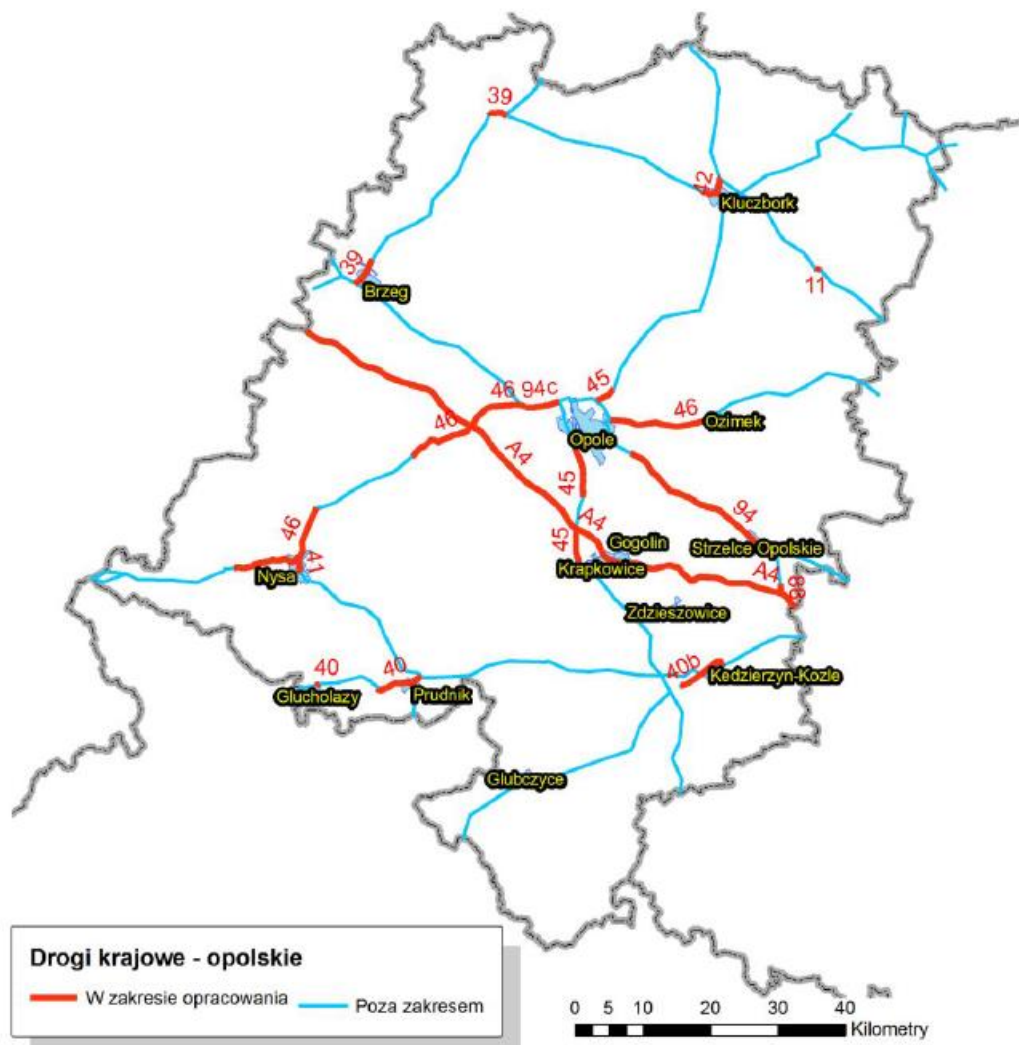 39
42
Kluczbork
39
Brzeg
11
46 94c
45
46
46
Ozimek
Opole
A4
45
94
46
A4
45
Gogolin
Strzelce Opolskie
41
Nysa
Krapkowice
A4
88
Zdzieszowice
40
40
40b
Kedzierzyn-Kozle
Glucholazy
Prudnik
Glubczyce
Drogi krajowe - opolskie
W zakresie opracowania
Poza zakresem
0 5 10 20 30 40
Kilometry